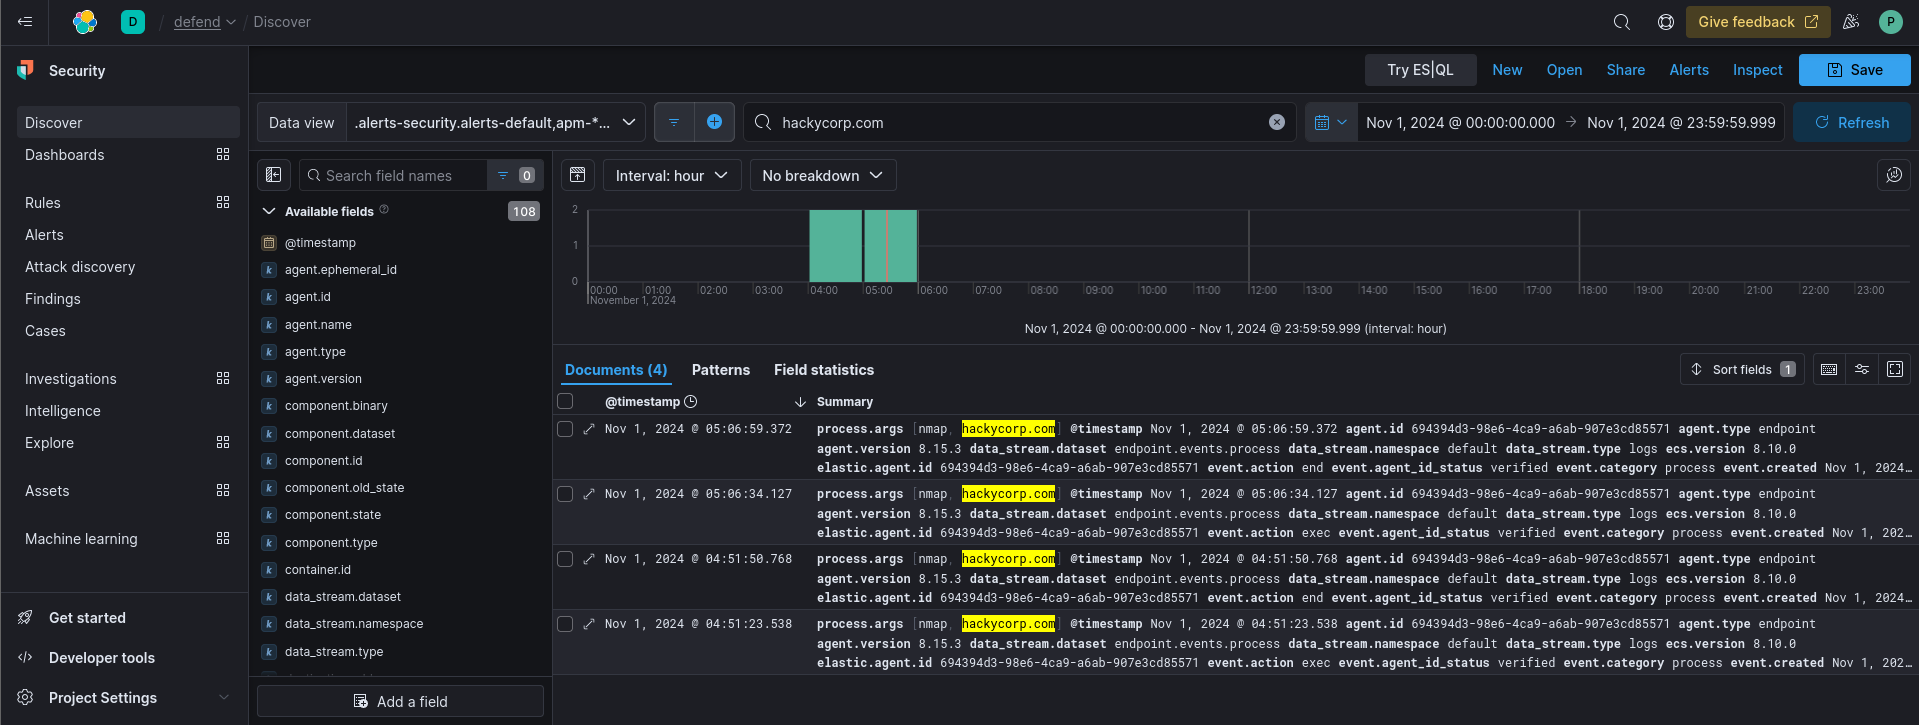 D / defend / Discover
Give feedback
P
Security
Try ES|QL New Open Share Alerts Inspect Save
Discover
Dashboards
Rules
Alerts
Attack discovery
Findings
Cases
Investigations
Intelligence
Explore
Assets
Machine learning
Get started
Developer tools
Project Settings
Data view .alerts-security.alerts-default,apm-*...
hackycorp.com
Nov 1, 2024 @ 00:00:00.000 → Nov 1, 2024 @ 23:59:59.999
Refresh
Search field names 0
Available fields 108
@timestamp
k agent.ephemeral_id
k agent.id
k agent.name
k agent.type
k agent.version
k component.binary
k component.dataset
k component.id
k component.old_state
k component.state
k component.type
k container.id
k data_stream.dataset
k data_stream.namespace
k data_stream.type
Add a field
Interval: hour No breakdown
2
1
0
00:00 01:00 02:00 03:00 04:00 05:00 06:00 07:00 08:00 09:00 10:00 11:00 12:00 13:00 14:00 15:00 16:00 17:00 18:00 19:00 20:00 21:00 22:00 23:00
November 1, 2024
Nov 1, 2024 @ 00:00:00.000 - Nov 1, 2024 @ 23:59:59.999 (interval: hour)
Documents (4) Patterns Field statistics
Sort fields 1
@timestamp Summary
Nov 1, 2024 @ 05:06:59.372 process.args [nmap, hackycorp.com] @timestamp Nov 1, 2024 @ 05:06:59.372 agent.id 694394d3-98e6-4ca9-a6ab-907e3cd85571 agent.type endpoint
agent.version 8.15.3 data_stream.dataset endpoint.events.process data_stream.namespace default data_stream.type logs ecs.version 8.10.0
elastic.agent.id 694394d3-98e6-4ca9-a6ab-907e3cd85571 event.action end event.agent_id_status verified event.category process event.created Nov 1, 2024…
Nov 1, 2024 @ 05:06:34.127 process.args [nmap, hackycorp.com] @timestamp Nov 1, 2024 @ 05:06:34.127 agent.id 694394d3-98e6-4ca9-a6ab-907e3cd85571 agent.type endpoint
agent.version 8.15.3 data_stream.dataset endpoint.events.process data_stream.namespace default data_stream.type logs ecs.version 8.10.0
elastic.agent.id 694394d3-98e6-4ca9-a6ab-907e3cd85571 event.action exec event.agent_id_status verified event.category process event.created Nov 1, 202…
Nov 1, 2024 @ 04:51:50.768 process.args [nmap, hackycorp.com] @timestamp Nov 1, 2024 @ 04:51:50.768 agent.id 694394d3-98e6-4ca9-a6ab-907e3cd85571 agent.type endpoint
agent.version 8.15.3 data_stream.dataset endpoint.events.process data_stream.namespace default data_stream.type logs ecs.version 8.10.0
elastic.agent.id 694394d3-98e6-4ca9-a6ab-907e3cd85571 event.action end event.agent_id_status verified event.category process event.created Nov 1, 2024…
Nov 1, 2024 @ 04:51:23.538 process.args [nmap, hackycorp.com] @timestamp Nov 1, 2024 @ 04:51:23.538 agent.id 694394d3-98e6-4ca9-a6ab-907e3cd85571 agent.type endpoint
agent.version 8.15.3 data_stream.dataset endpoint.events.process data_stream.namespace default data_stream.type logs ecs.version 8.10.0
elastic.agent.id 694394d3-98e6-4ca9-a6ab-907e3cd85571 event.action exec event.agent_id_status verified event.category process event.created Nov 1, 202…